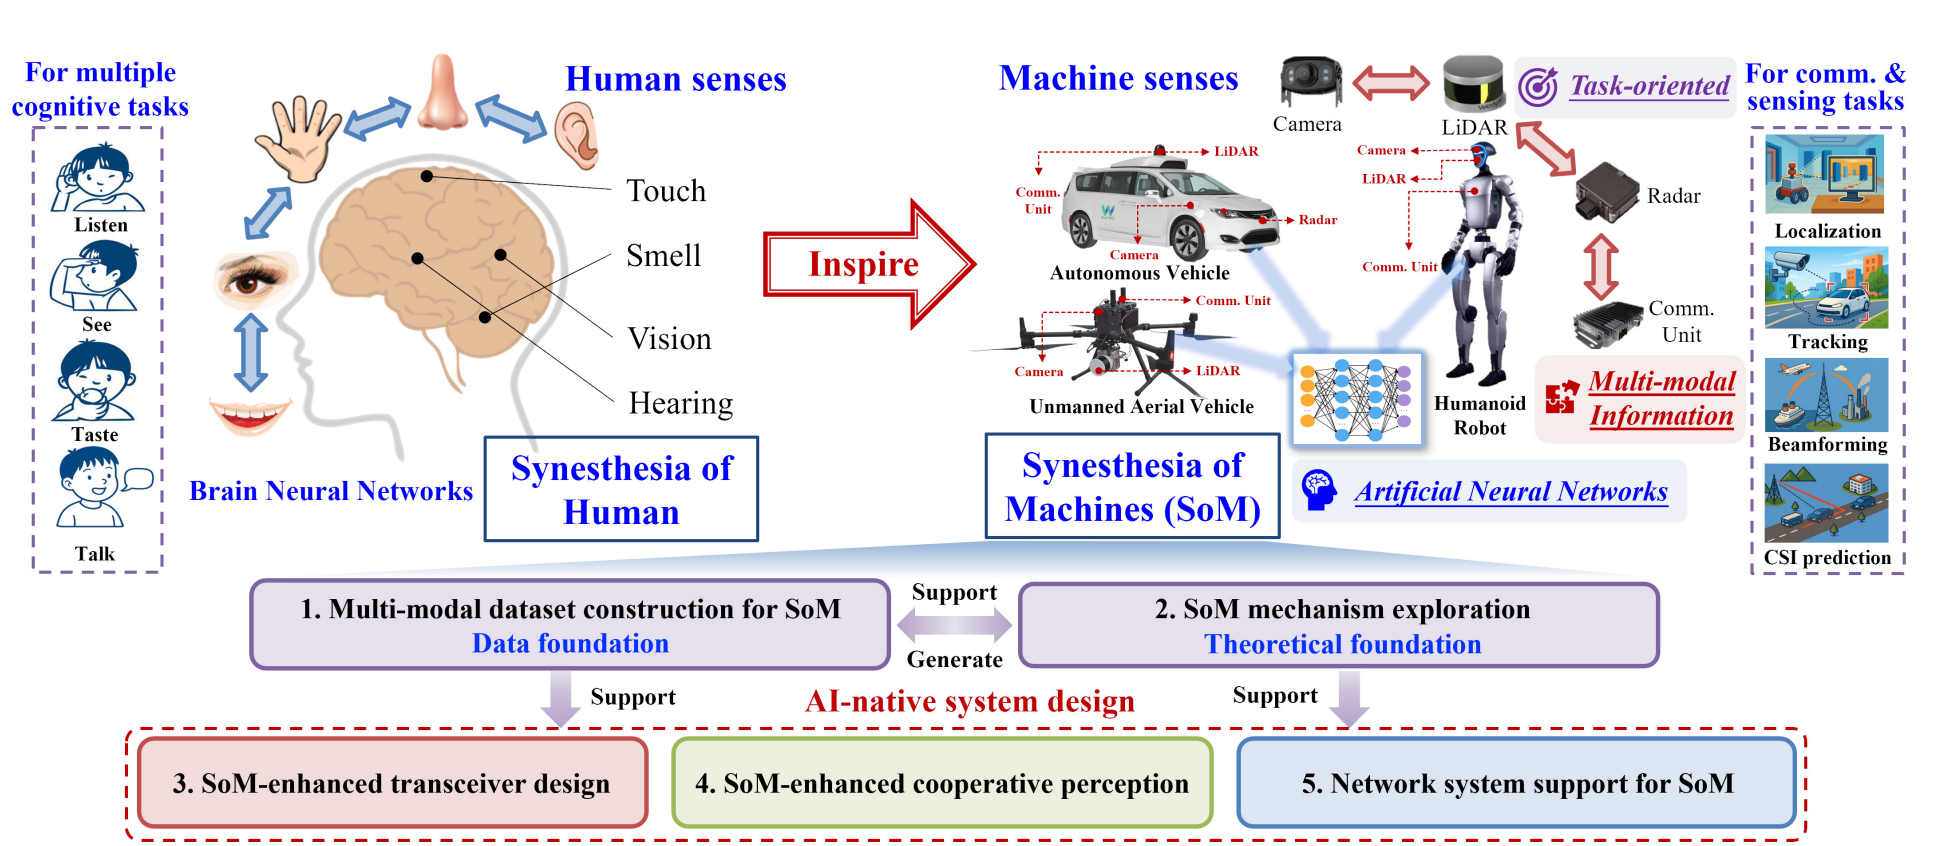 For multiple
cognitive tasks
Listen
See
Taste
Talk
Human senses
Touch
Smell
Vision
Hearing
Brain Neural Networks
Synesthesia of
Human
Inspire
Machine senses
Camera
LiDAR
Radar
Comm.
Unit
Task-oriented
LiDAR
Comm.
Unit
Camera
Radar
Autonomous Vehicle
Comm. Unit
Camera
LiDAR
Unmanned Aerial Vehicle
Camera
LiDAR
Comm. Unit
Humanoid
Robot
Multi-modal
Information
Artificial Neural Networks
Synesthesia of
Machines (SoM)
For comm. &
sensing tasks
Localization
Tracking
Beamforming
CSI prediction
1. Multi-modal dataset construction for SoM
Data foundation
Support
Generate
2. SoM mechanism exploration
Theoretical foundation
Support
AI-native system design
Support
3. SoM-enhanced transceiver design
4. SoM-enhanced cooperative perception
5. Network system support for SoM